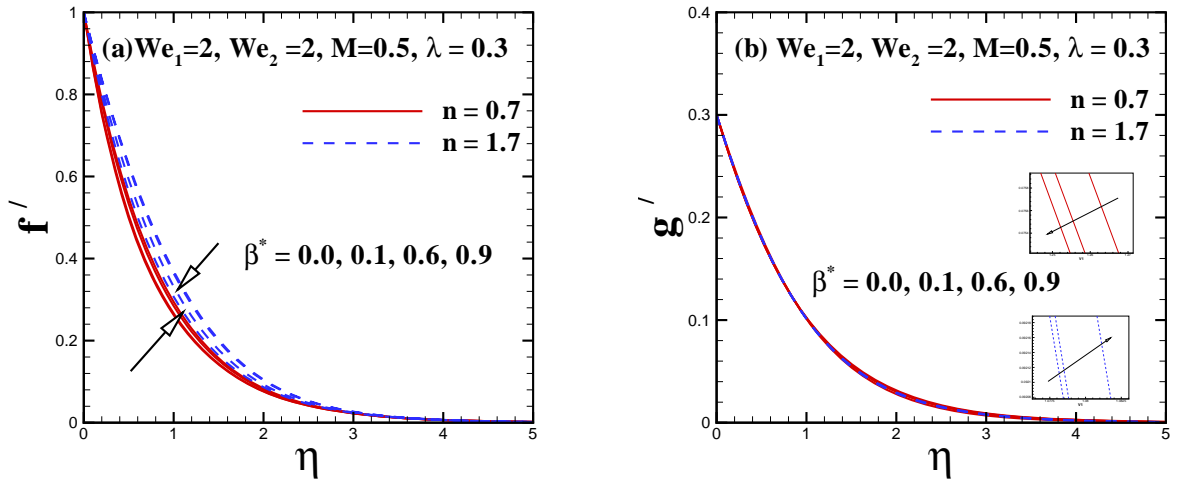 (a)We₁=2, We₂ =2, M=0.5, λ = 0.3
n = 0.7
n = 1.7
β* = 0.0, 0.1, 0.6, 0.9
f ′
1
0.8
0.6
0.4
0.2
0
0 1 2 3 4 5
η
(b) We₁=2, We₂ =2, M=0.5, λ = 0.3
n = 0.7
n = 1.7
β* = 0.0, 0.1, 0.6, 0.9
g ′
0.4
0.3
0.2
0.1
0
0 1 2 3 4 5
η